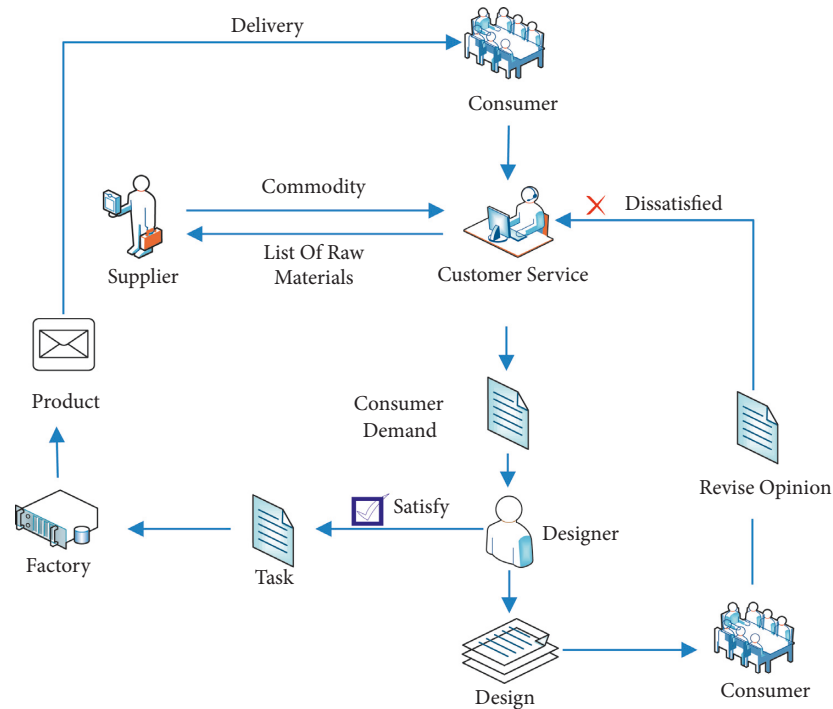 Delivery
Consumer
Commodity
Dissatisfied
List Of Raw
Materials
Supplier
Customer Service
Product
Consumer
Demand
Revise Opinion
Satisfy
Designer
Factory
Task
Design
Consumer